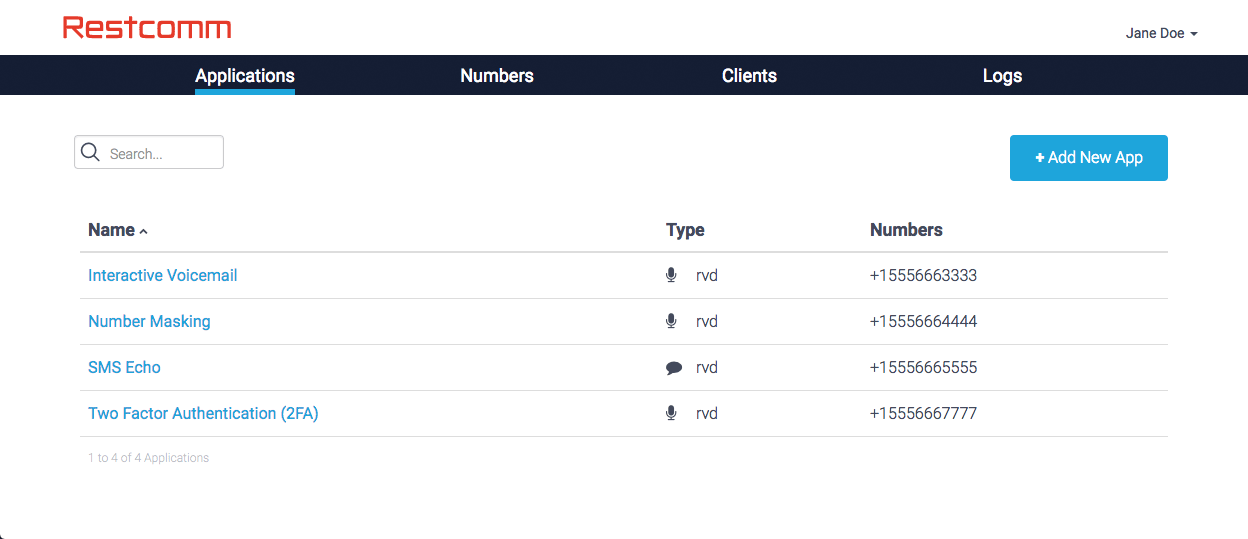 Restcomm
Jane Doe
Applications Numbers Clients Logs
Search...
+ Add New App
Name Type Numbers
Interactive Voicemail rvd +15556663333
Number Masking rvd +15556664444
SMS Echo rvd +15556665555
Two Factor Authentication (2FA) rvd +15556667777
1 to 4 of 4 Applications